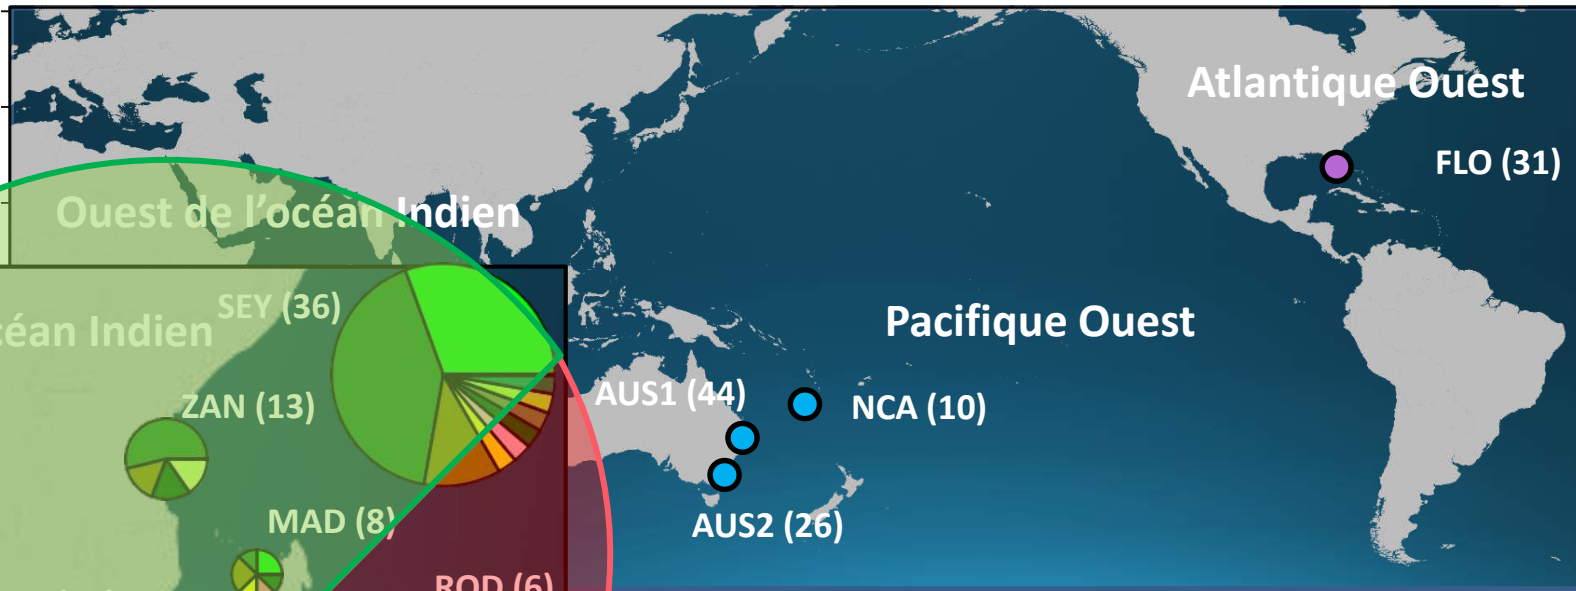 Atlantique Ouest
FLO (31)
Ouest de l'océan Indien
SEY (36)
céan Indien
Pacifique Ouest
ZAN (13)
AUS1 (44)
NCA (10)
MAD (8)
AUS2 (26)
ROD (6)